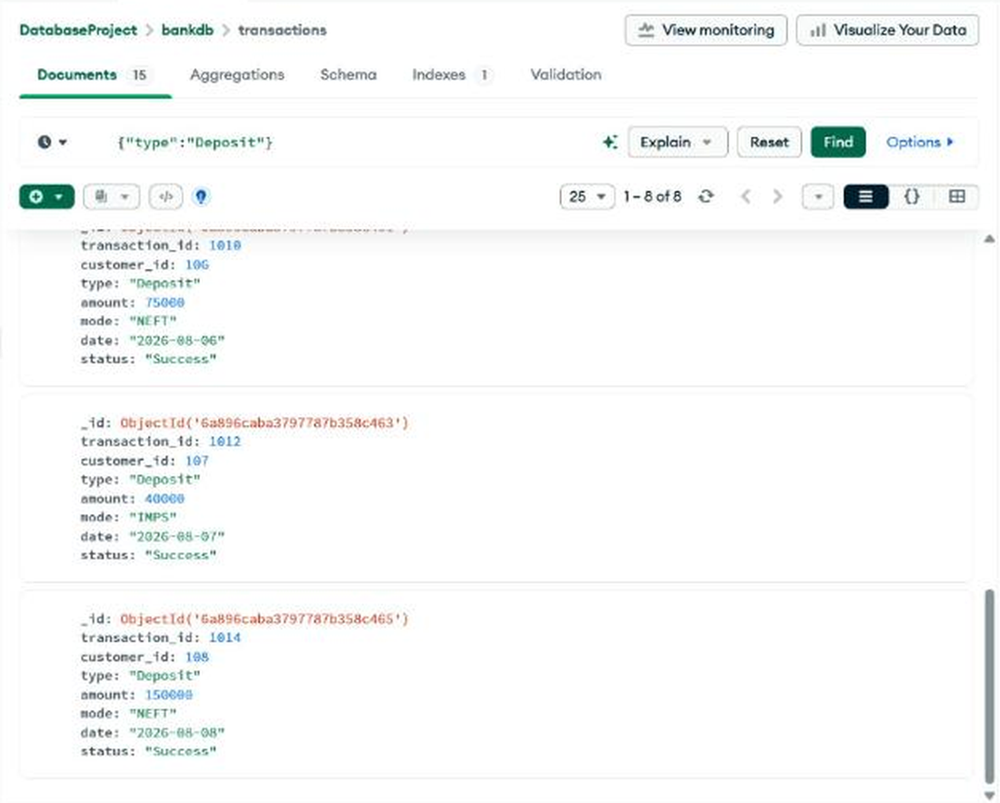 DatabaseProject > bankdb > transactions
View monitoring
Visualize Your Data
Documents 15
Aggregations
Schema
Indexes 1
Validation
{"type":"Deposit"}
Explain
Reset
Find
Options
25
1 – 8 of 8
transaction_id: 1010
customer_id: 106
type: "Deposit"
amount: 75000
mode: "NEFT"
date: "2026-08-06"
status: "Success"
_id: ObjectId('6a896caba3797787b358c463')
transaction_id: 1012
customer_id: 107
type: "Deposit"
amount: 40000
mode: "IMPS"
date: "2026-08-07"
status: "Success"
_id: ObjectId('6a896caba3797787b358c465')
transaction_id: 1014
customer_id: 108
type: "Deposit"
amount: 150000
mode: "NEFT"
date: "2026-08-08"
status: "Success"